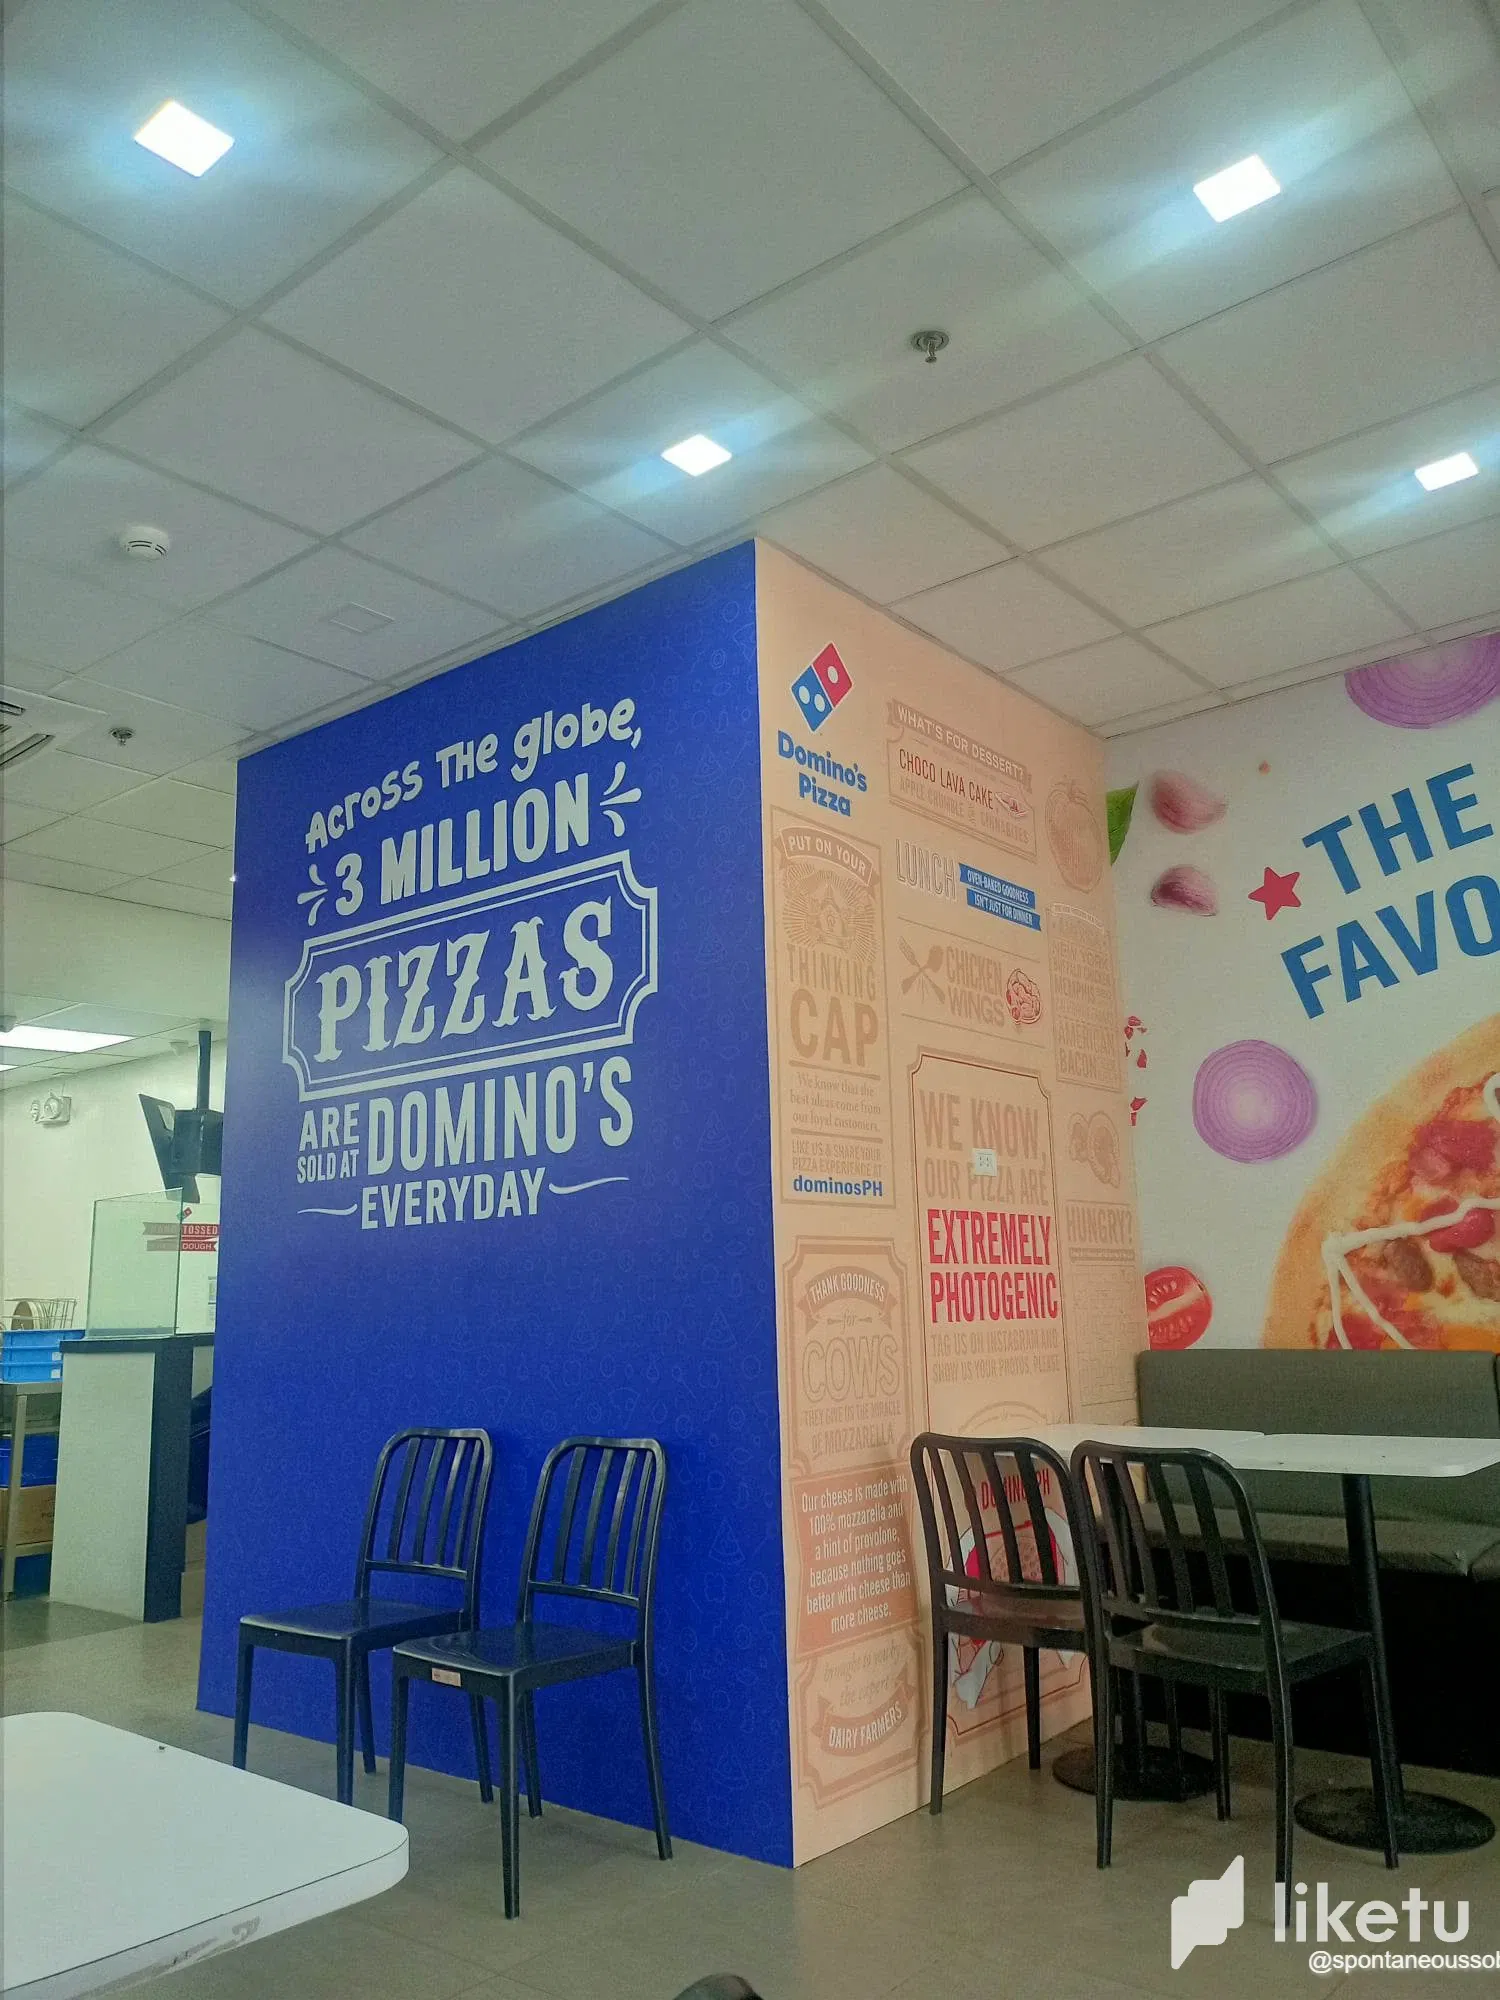 Across The globe,
3 MILLION
PIZZAS
ARE
SOLD AT
DOMINO'S
EVERYDAY
TOSSED
DOUGH
Domino's
Pizza
PUT ON YOUR
THINKING
CAP
We know that the
best ideas come from
our loyal customers.
LIKE US & SHARE YOUR
PIZZA EXPERIENCE AT
dominosPH
THANK GOODNESS
for
COWS
THEY GIVE US THE MIRACLE
OF MOZZARELLA
Our cheese is made with
100% mozzarella and
a hint of provolone,
because nothing goes
better with cheese than
more cheese.
brought to you by
the expert
DAIRY FARMERS
WHAT'S FOR DESSERT?
CHOCO LAVA CAKE
APPLE CRUMBLE & CINNABITES
LUNCH
OVEN-BAKED GOODNESS
ISN'T JUST FOR DINNER
CHICKEN
WINGS
WE KNOW,
OUR PIZZA ARE
EXTREMELY
PHOTOGENIC
TAG US ON INSTAGRAM AND
SHOW US YOUR PHOTOS, PLEASE
NEW YORK
MEMPHIS
AMERICAN
BACON
HUNGRY?
THE
FAVO
liketu
@spontaneoussol